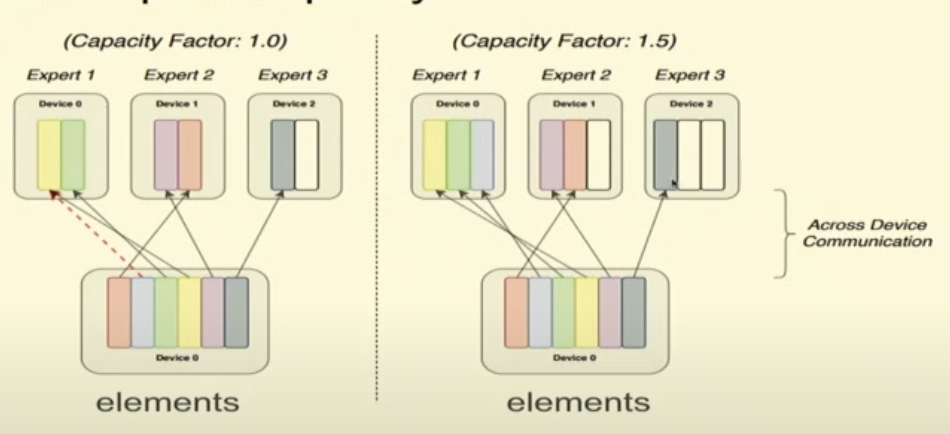 (Capacity Factor: 1.0)
Expert 1 Expert 2 Expert 3
Device 0 Device 1 Device 2
Device 0
elements
(Capacity Factor: 1.5)
Expert 1 Expert 2 Expert 3
Device 0 Device 1 Device 2
Across Device
Communication
Device 0
elements